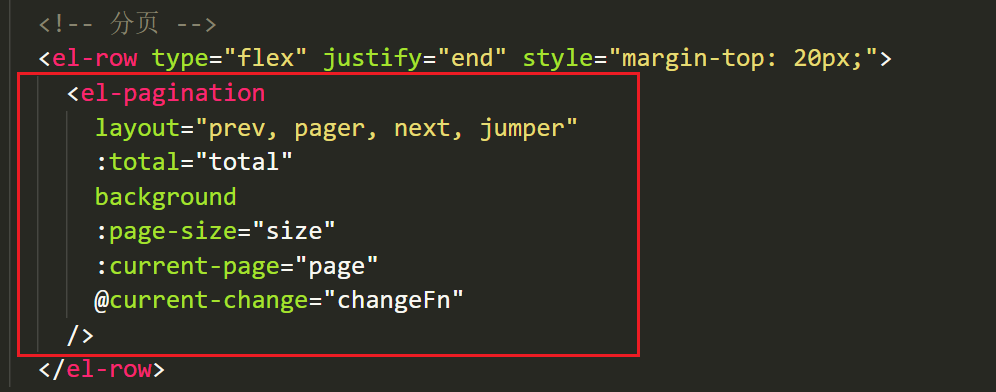 <!-- 分页 -->
<el-row type="flex" justify="end" style="margin-top: 20px;">
<el-pagination
layout="prev, pager, next, jumper"
:total="total"
background
:page-size="size"
:current-page="page"
@current-change="changeFn"
/>
</el-row>